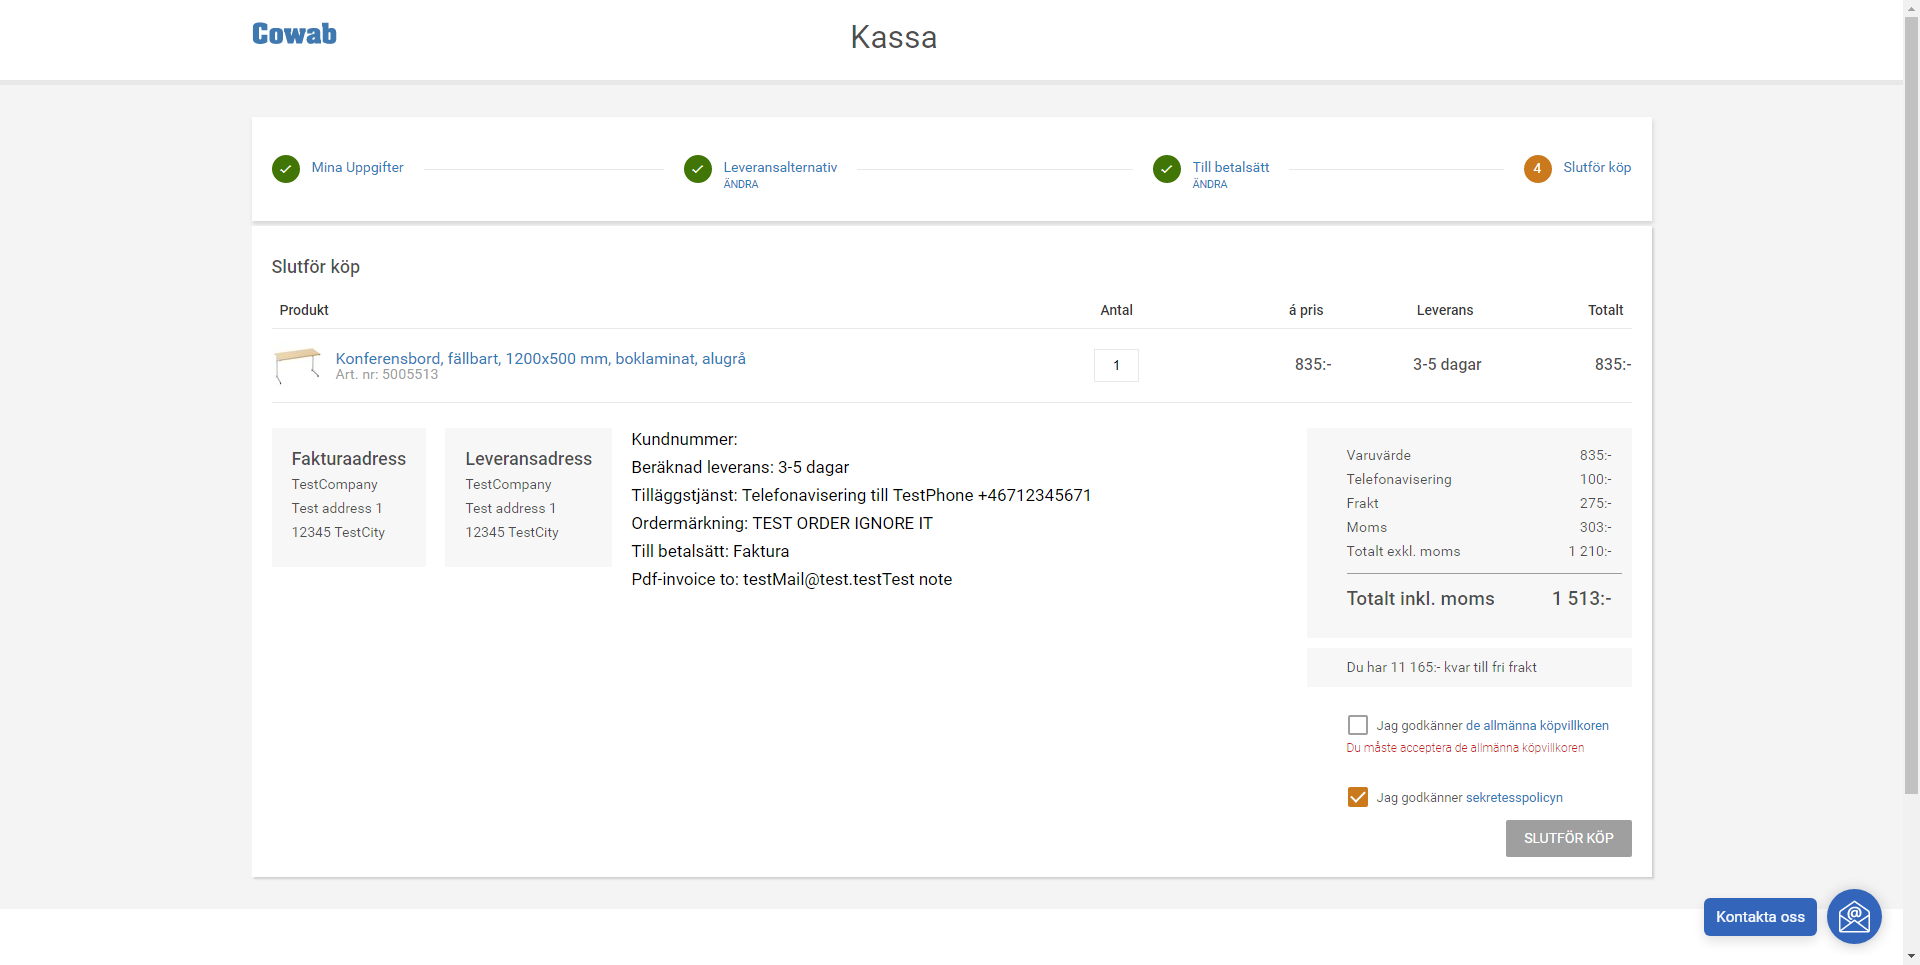 Cowab
Kassa
Mina Uppgifter
Leveransalternativ
ÄNDRA
Till betalsätt
ÄNDRA
4
Slutför köp
Slutför köp
Produkt Antal á pris Leverans Totalt
Konferensbord, fällbart, 1200x500 mm, boklaminat, alugrå
Art. nr: 5005513
1 835:- 3-5 dagar 835:-
Fakturaadress
TestCompany
Test address 1
12345 TestCity
Leveransadress
TestCompany
Test address 1
12345 TestCity
Kundnummer:
Beräknad leverans: 3-5 dagar
Tilläggstjänst: Telefonavisering till TestPhone +46712345671
Ordermärkning: TEST ORDER IGNORE IT
Till betalsätt: Faktura
Pdf-invoice to: testMail@test.testTest note
Varuvärde 835:-
Telefonavisering 100:-
Frakt 275:-
Moms 303:-
Totalt exkl. moms 1 210:-
Totalt inkl. moms 1 513:-
Du har 11 165:- kvar till fri frakt
Jag godkänner de allmänna köpvillkoren
Du måste acceptera de allmänna köpvillkoren
Jag godkänner sekretesspolicyn
SLUTFÖR KÖP
Kontakta oss